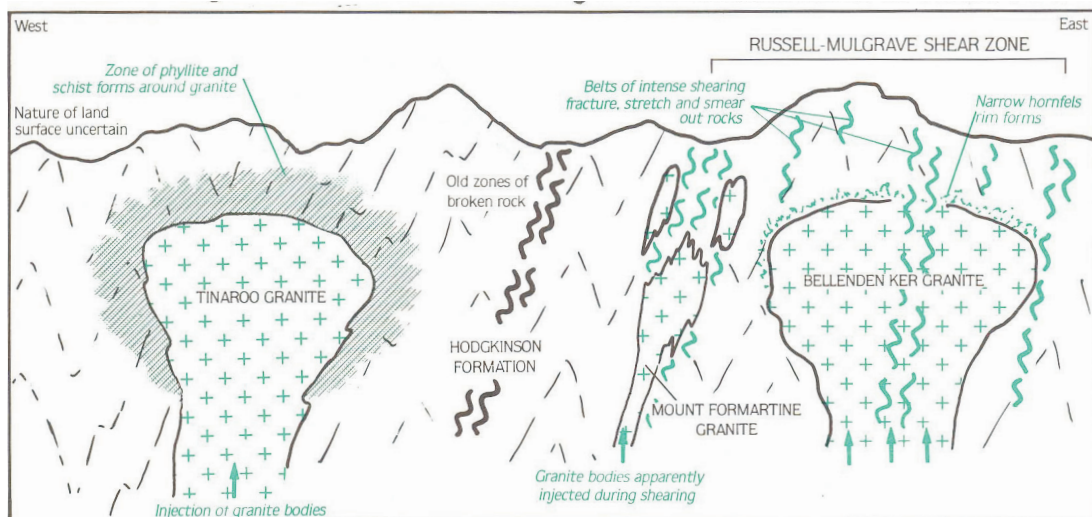 West
East
RUSSELL-MULGRAVE SHEAR ZONE
Zone of phyllite and
schist forms around granite
Belts of intense shearing
fracture, stretch and smear
out rocks
Narrow hornfels
rim forms
Nature of land
surface uncertain
Old zones of
broken rock
TINAROO GRANITE
BELLENDEN KER GRANITE
HODGKINSON
FORMATION
MOUNT FORMARTINE
GRANITE
Granite bodies apparently
injected during shearing
Injection of granite bodies